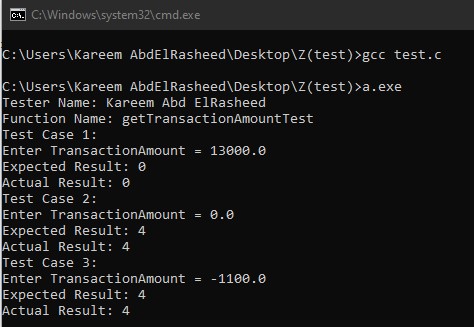 C:\Windows\system32\cmd.exe
C:\Users\Kareem AbdElRasheed\Desktop\Z(test)>gcc test.c
C:\Users\Kareem AbdElRasheed\Desktop\Z(test)>a.exe
Tester Name: Kareem Abd ElRasheed
Function Name: getTransactionAmountTest
Test Case 1:
Enter TransactionAmount = 13000.0
Expected Result: 0
Actual Result: 0
Test Case 2:
Enter TransactionAmount = 0.0
Expected Result: 4
Actual Result: 4
Test Case 3:
Enter TransactionAmount = -1100.0
Expected Result: 4
Actual Result: 4